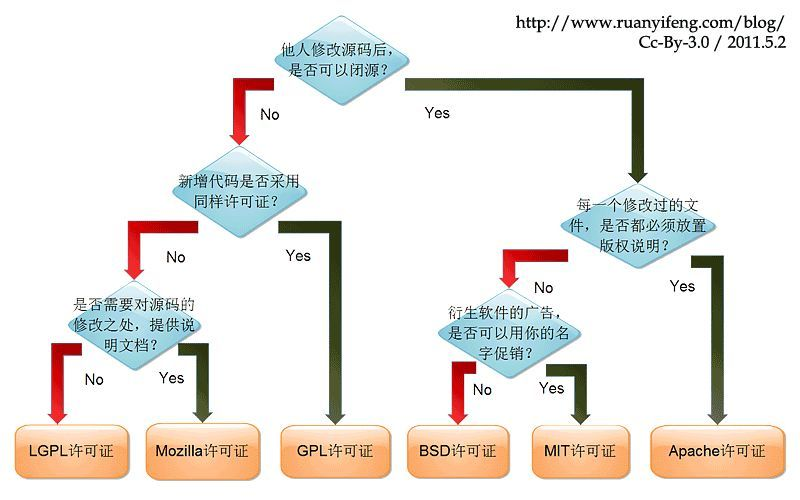 http://www.ruanyifeng.com/blog/
Cc-By-3.0 / 2011.5.2
他人修改源码后，
是否可以闭源？
No
Yes
新增代码是否采用
同样许可证？
每一个修改过的文
件，是否都必须放置
版权说明？
No
Yes
No
Yes
是否需要对源码的
修改之处，提供说
明文档？
衍生软件的广告，
是否可以用你的名
字促销？
No
Yes
No
Yes
LGPL许可证
Mozilla许可证
GPL许可证
BSD许可证
MIT许可证
Apache许可证